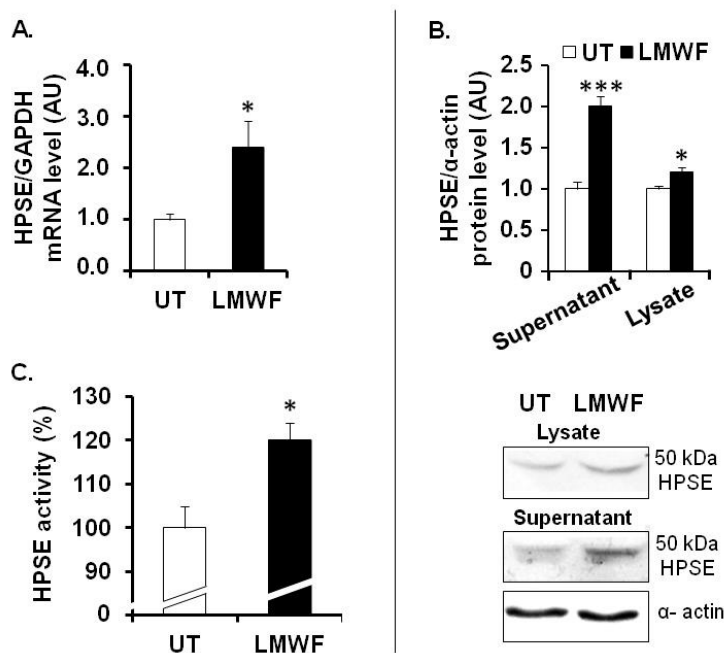 A.
HPSE/GAPDH
mRNA level (AU)
4.0
3.0
2.0
1.0
0.0
*
UT
LMWF
B.
UT
LMWF
HPSE/α-actin
protein level (AU)
2.5
2.0
1.5
1.0
0.5
0
***
*
Supernatant
Lysate
C.
HPSE activity (%)
130
120
110
100
90
0
*
UT
LMWF
UT LMWF
Lysate
50 kDa
HPSE
Supernatant
50 kDa
HPSE
α- actin